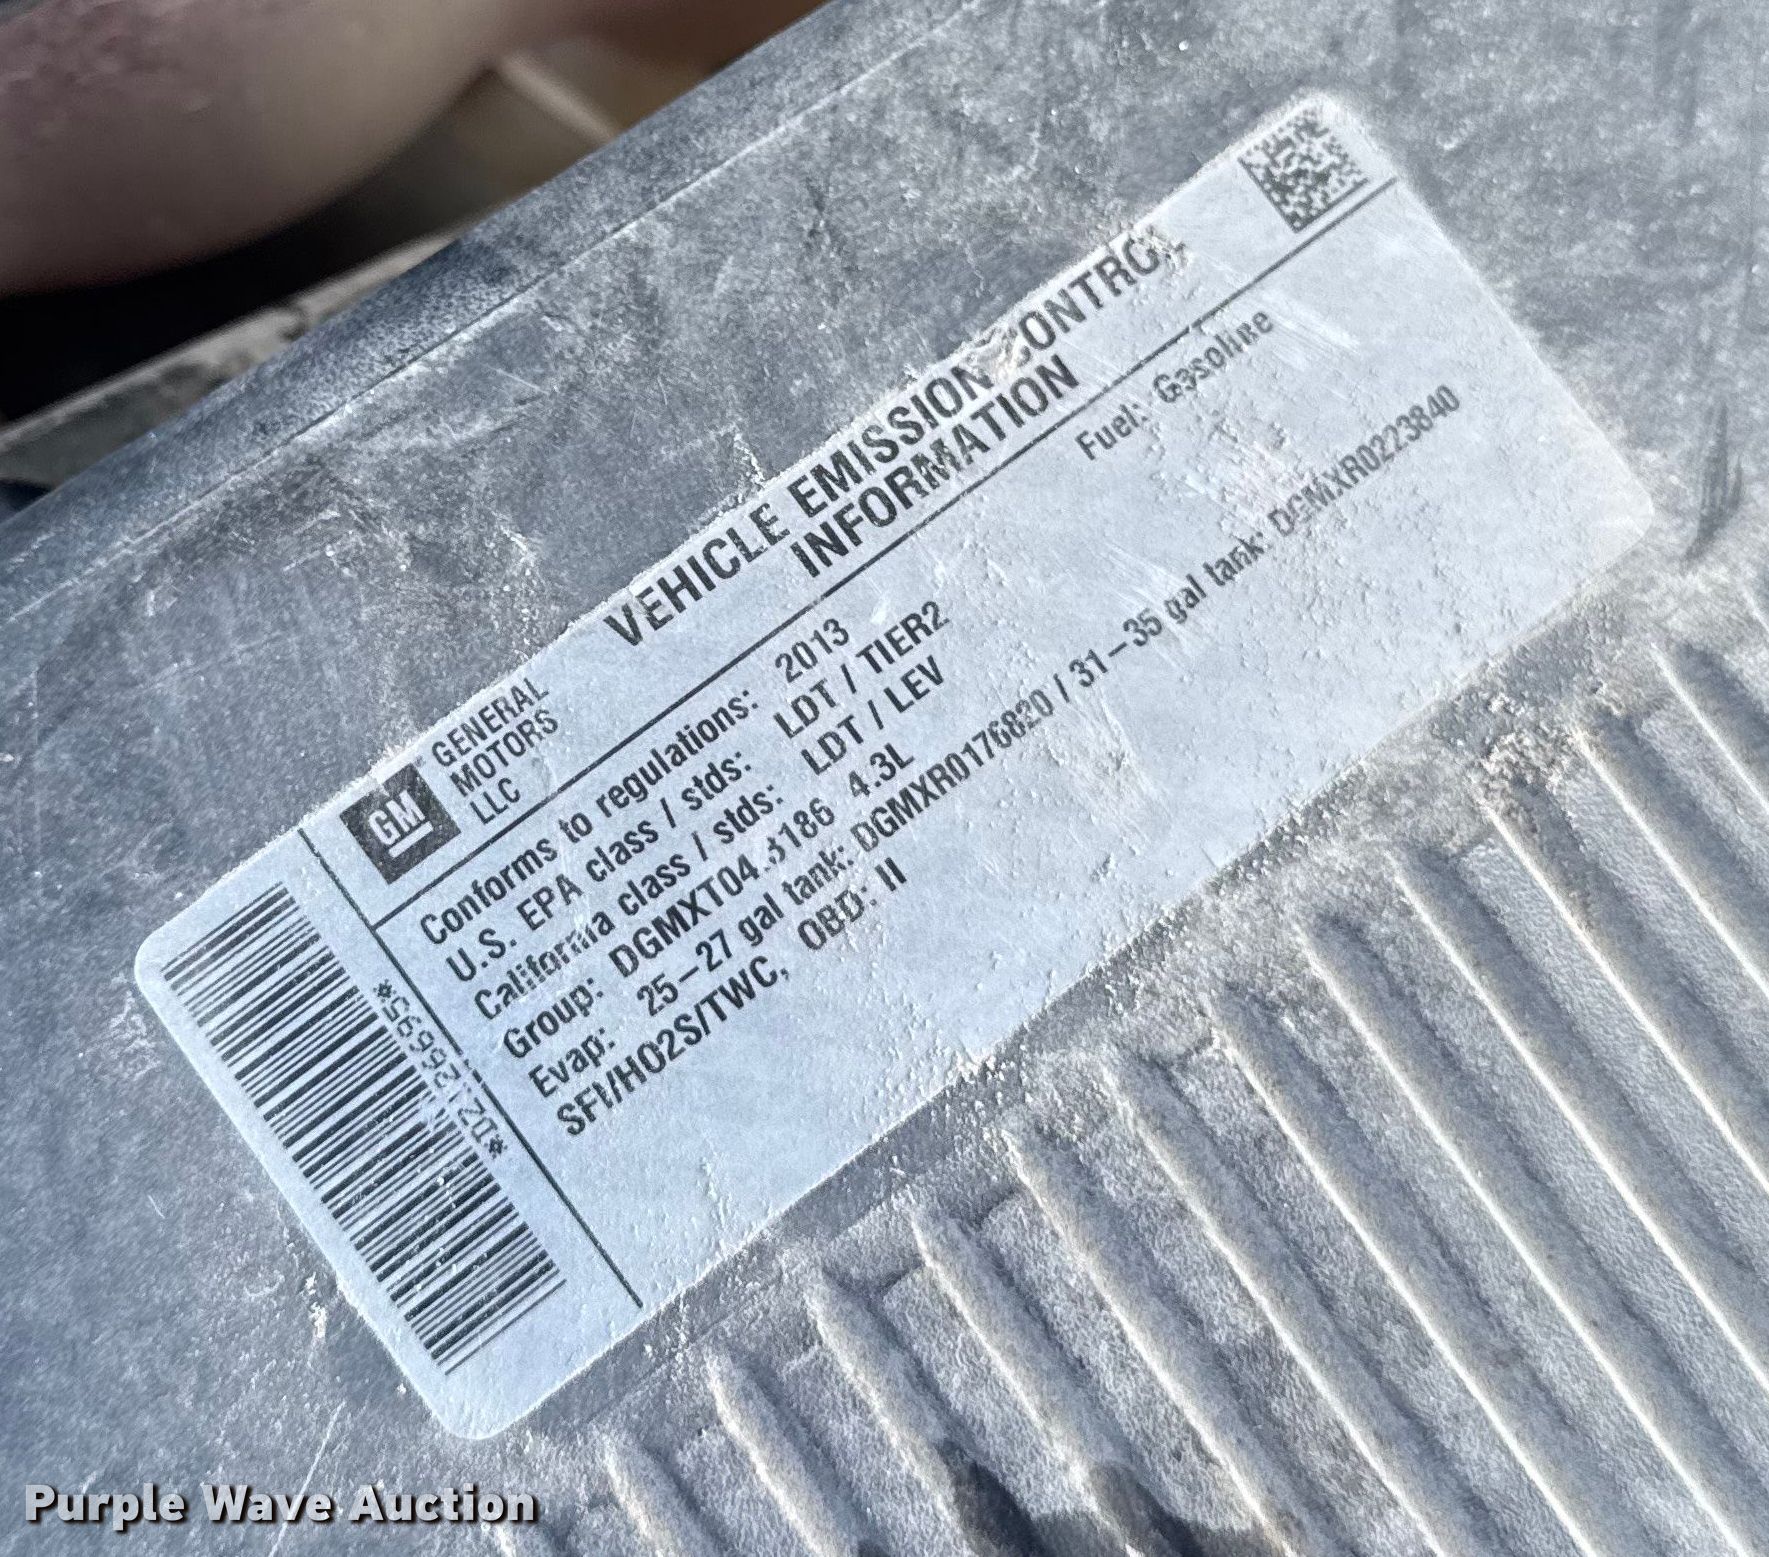 GM
GENERAL
MOTORS
LLC
VEHICLE EMISSION CONTROL
INFORMATION
Conforms to regulations: 2013 Fuel: Gasoline
U.S. EPA class / stds: LDT / TIER2
California class / stds: LDT / LEV
Group: DGMXT04.3186 4.3L
Evap: 25-27 gal tank: DGMXR0176820 / 31-35 gal tank: DGMXR0223840
SFI/HO2S/TWC, OBD: II
Purple Wave Auction